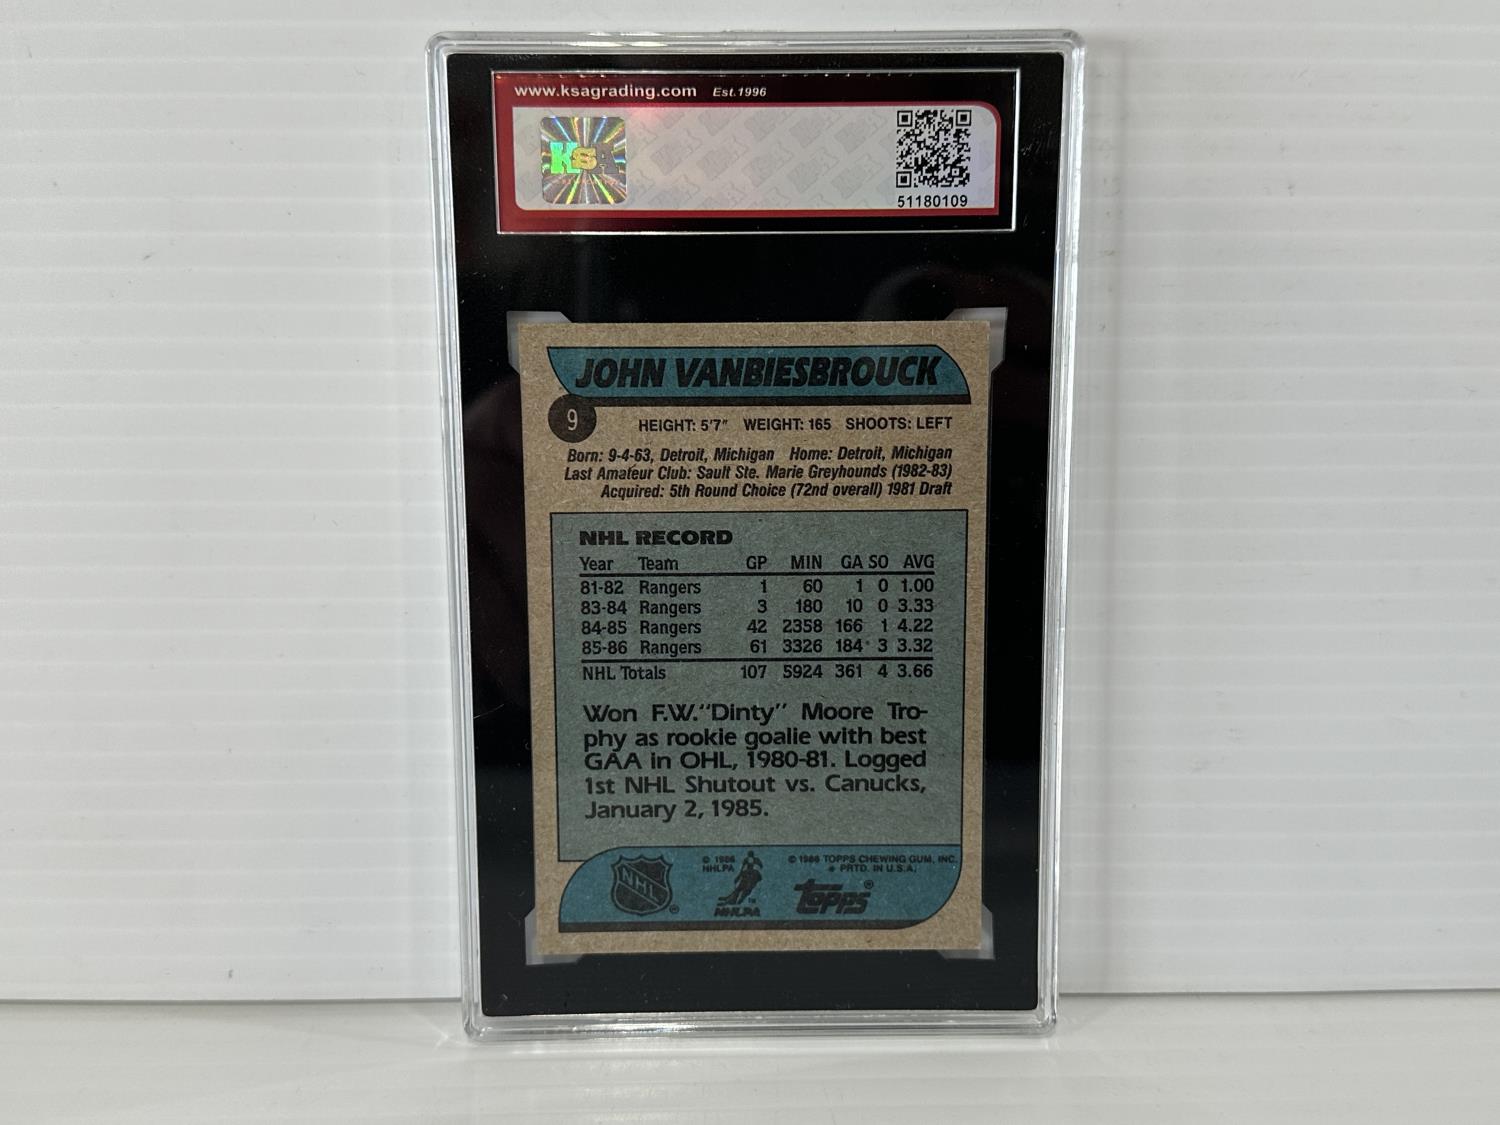 www.ksagrading.com Est.1996
KSA
51180109
JOHN VANBIESBROUCK
9
HEIGHT: 5'7" WEIGHT: 165 SHOOTS: LEFT
Born: 9-4-63, Detroit, Michigan Home: Detroit, Michigan
Last Amateur Club: Sault Ste. Marie Greyhounds (1982-83)
Acquired: 5th Round Choice (72nd overall) 1981 Draft
NHL RECORD
Year Team GP MIN GA SO AVG
81-82 Rangers 1 60 1 0 1.00
83-84 Rangers 3 180 10 0 3.33
84-85 Rangers 42 2358 166 1 4.22
85-86 Rangers 61 3326 184 3 3.32
NHL Totals 107 5924 361 4 3.66
Won F.W."Dinty" Moore Tro-
phy as rookie goalie with best
GAA in OHL, 1980-81. Logged
1st NHL Shutout vs. Canucks,
January 2, 1985.
NHL ®
© 1986
NHLPA
NHLPA ™
© 1986 TOPPS CHEWING GUM, INC.
* PRTD. IN U.S.A.
TOPPS ®